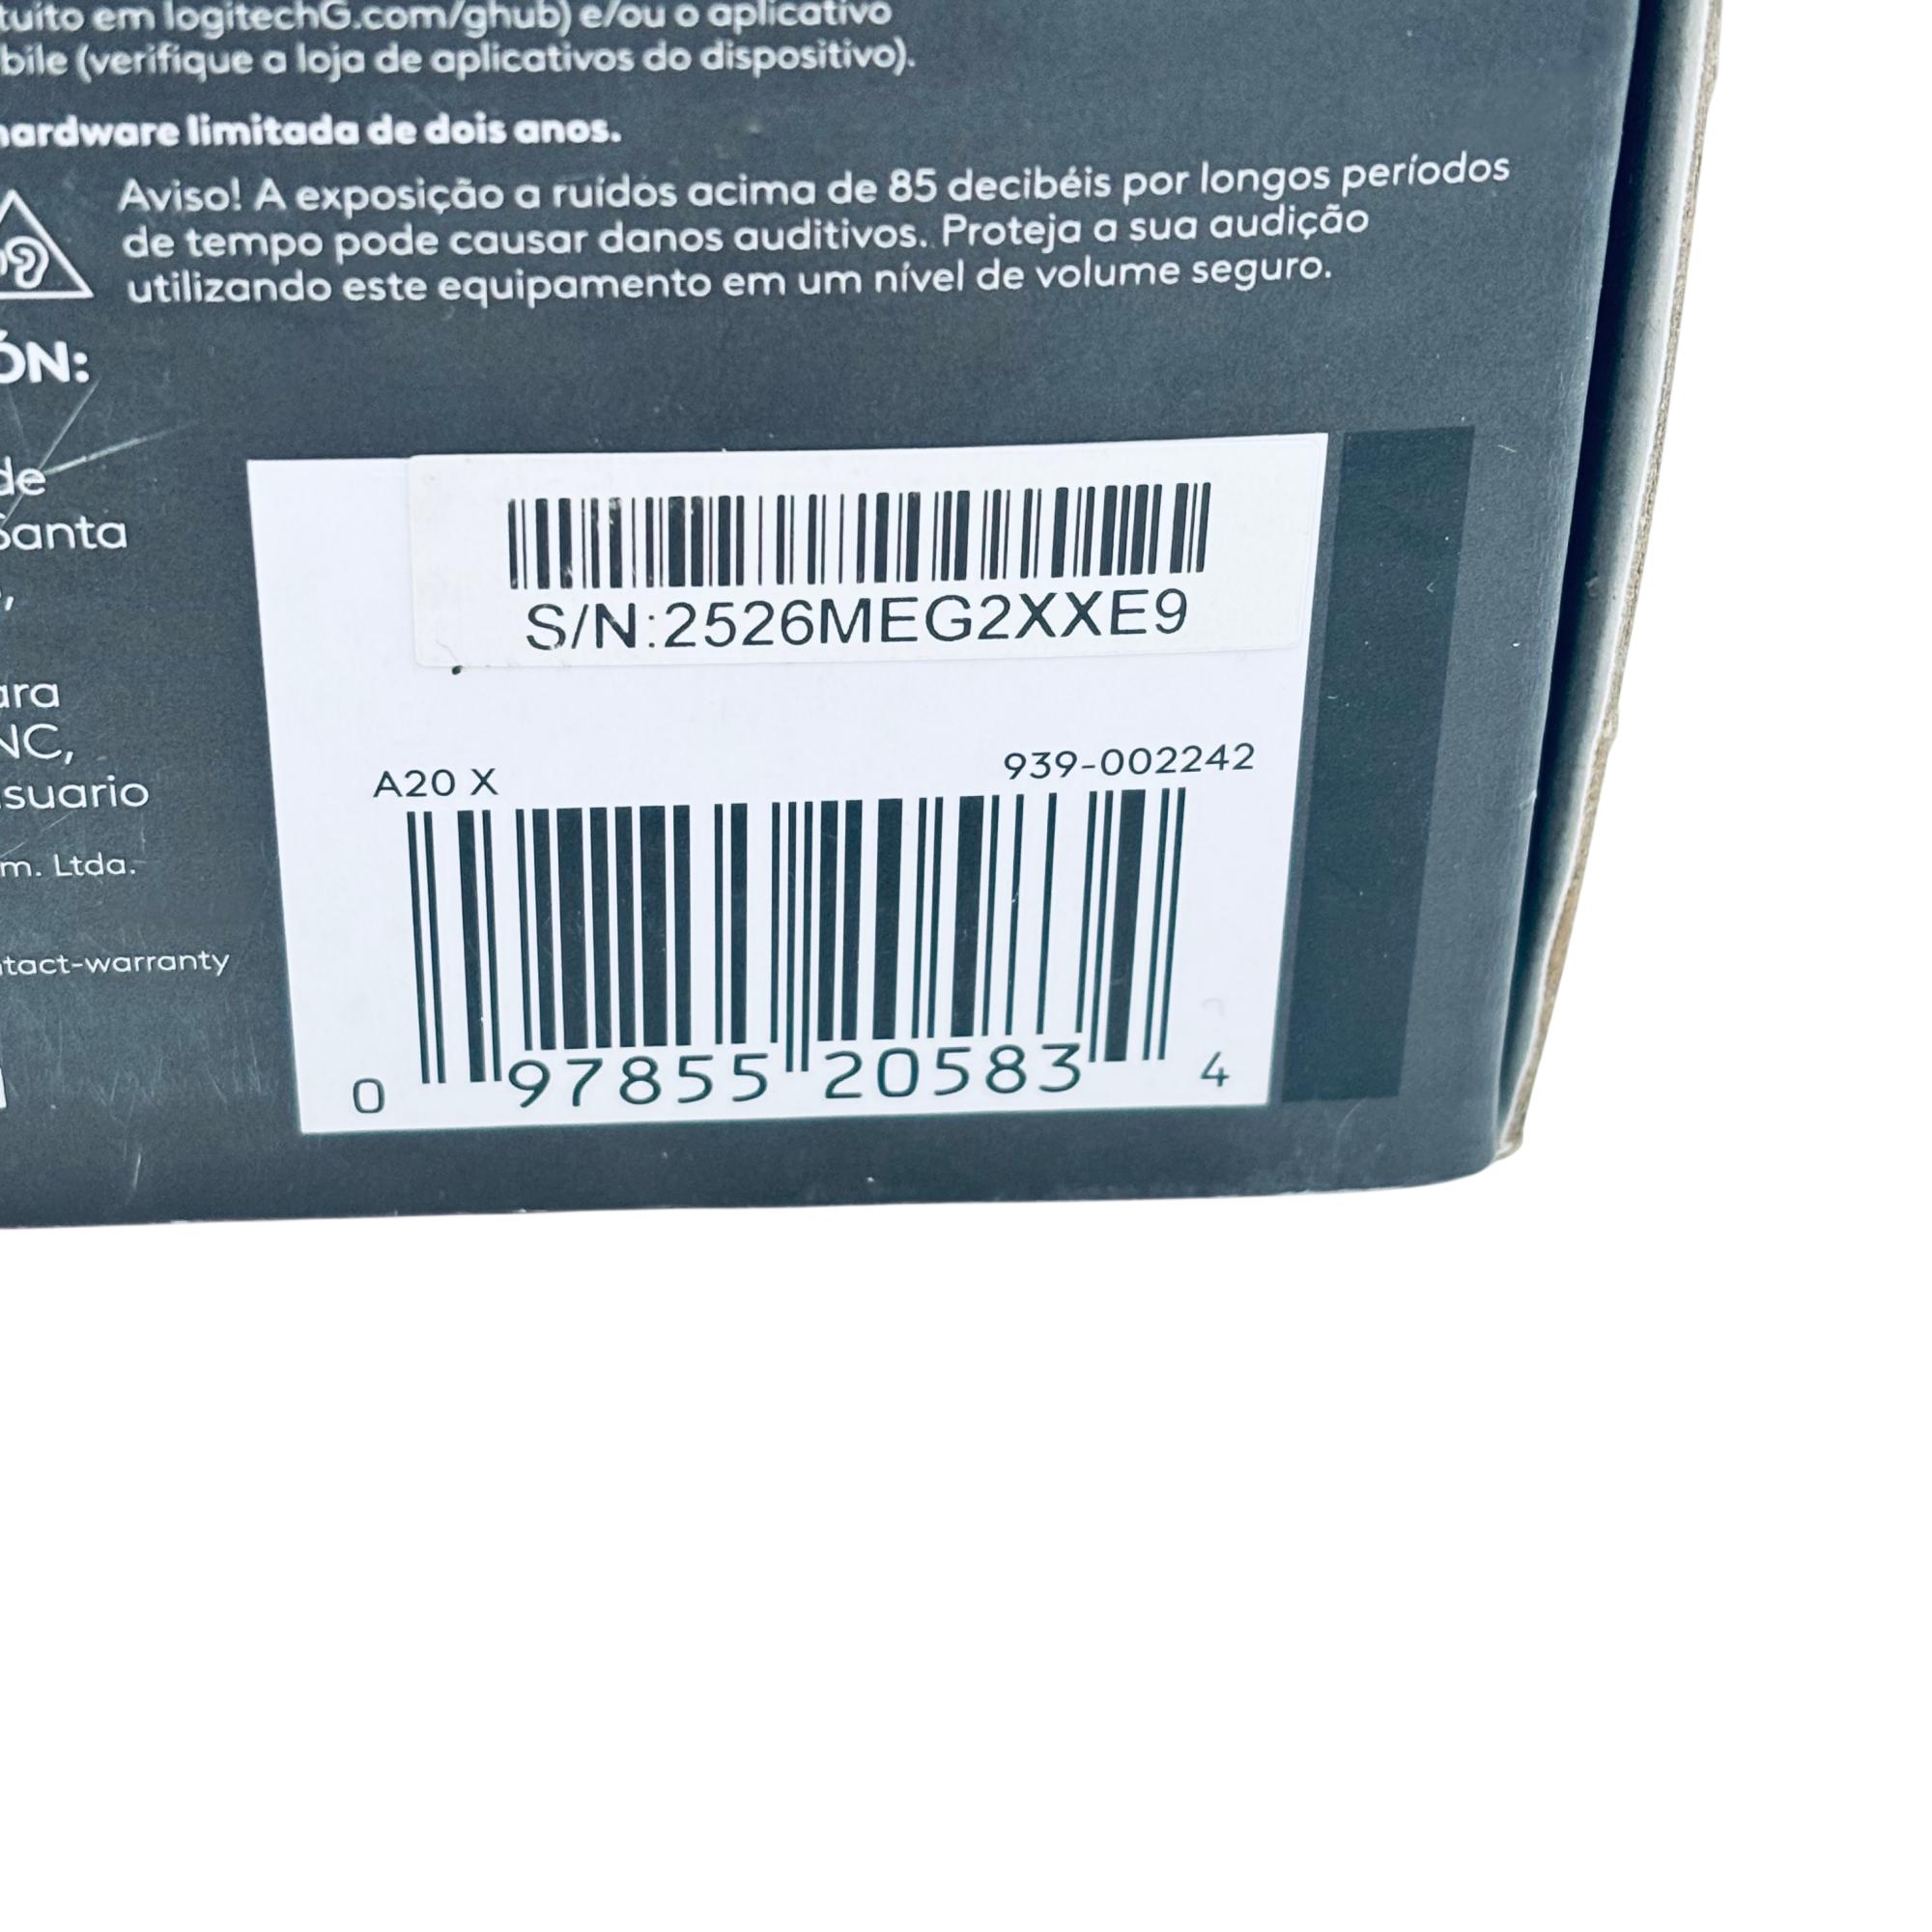 tuito em logitechG.com/ghub) e/ou o aplicativo
bile (verifique a loja de aplicativos do dispositivo).
hardware limitada de dois anos.
Aviso! A exposição a ruídos acima de 85 decibéis por longos períodos
de tempo pode causar danos auditivos. Proteja a sua audição
utilizando este equipamento em um nível de volume seguro.
ÓN:
de
Santa
,
ara
NC,
suario
m. Ltda.
ntact-warranty
S/N:2526MEG2XXE9
A20 X 939-002242
0 97855 20583 4